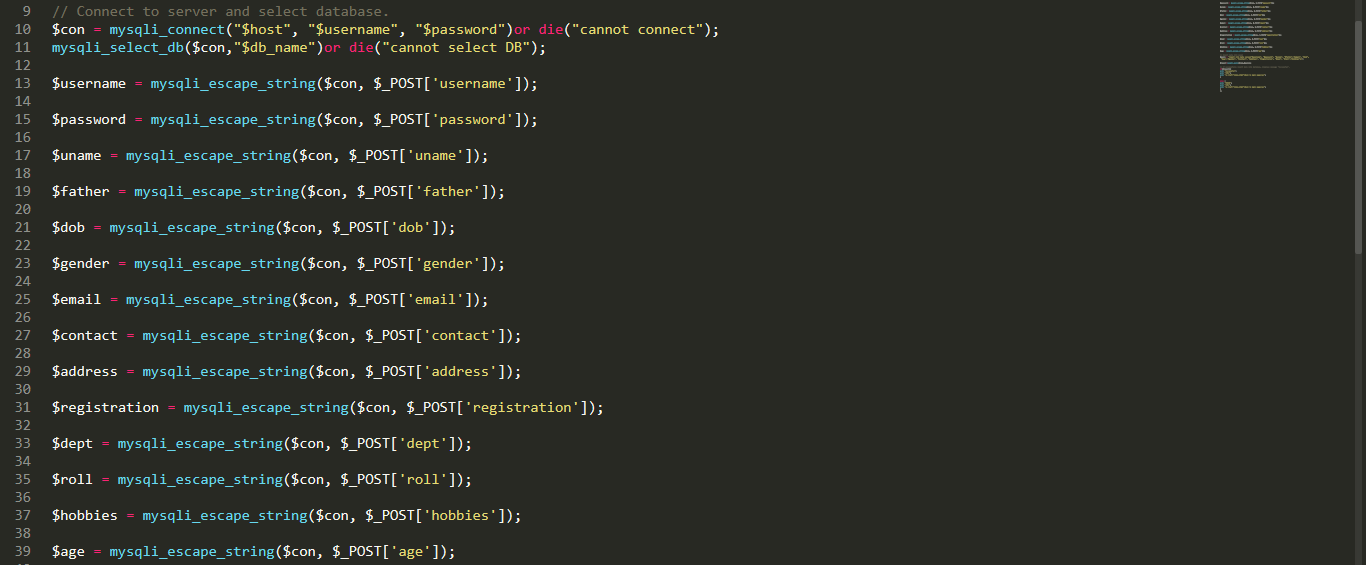 9 // Connect to server and select database.
10 $con = mysqli_connect("$host", "$username", "$password")or die("cannot connect");
11 mysqli_select_db($con,"$db_name")or die("cannot select DB");
12
13 $username = mysqli_escape_string($con, $_POST['username']);
14
15 $password = mysqli_escape_string($con, $_POST['password']);
16
17 $uname = mysqli_escape_string($con, $_POST['uname']);
18
19 $father = mysqli_escape_string($con, $_POST['father']);
20
21 $dob = mysqli_escape_string($con, $_POST['dob']);
22
23 $gender = mysqli_escape_string($con, $_POST['gender']);
24
25 $email = mysqli_escape_string($con, $_POST['email']);
26
27 $contact = mysqli_escape_string($con, $_POST['contact']);
28
29 $address = mysqli_escape_string($con, $_POST['address']);
30
31 $registration = mysqli_escape_string($con, $_POST['registration']);
32
33 $dept = mysqli_escape_string($con, $_POST['dept']);
34
35 $roll = mysqli_escape_string($con, $_POST['roll']);
36
37 $hobbies = mysqli_escape_string($con, $_POST['hobbies']);
38
39 $age = mysqli_escape_string($con, $_POST['age']);